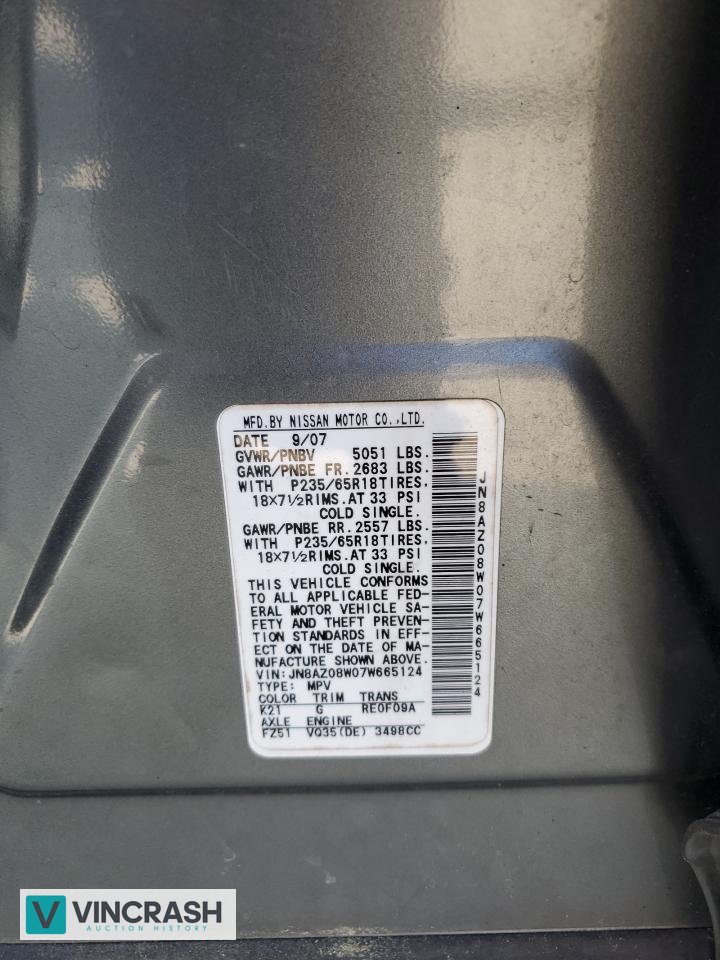 MFD.BY NISSAN MOTOR CO.,LTD.
DATE 9/07
GVWR/PNBV 5051 LBS.
GAWR/PNBE FR. 2683 LBS.
WITH P235/65R18TIRES,
18X7½RIMS.AT 33 PSI
COLD SINGLE.
GAWR/PNBE RR. 2557 LBS.
WITH P235/65R18TIRES,
18X7½RIMS.AT 33 PSI
COLD SINGLE.
THIS VEHICLE CONFORMS
TO ALL APPLICABLE FED-
ERAL MOTOR VEHICLE SA-
FETY AND THEFT PREVEN-
TION STANDARDS IN EFF-
ECT ON THE DATE OF MA-
NUFACTURE SHOWN ABOVE.
VIN:JN8AZ08W07W665124
TYPE: MPV
COLOR TRIM TRANS
K21 G RE0F09A
AXLE ENGINE
FZ51 VQ35(DE) 3498CC
JN8AZ08W07W665124
V VINCRASH
AUCTION HISTORY